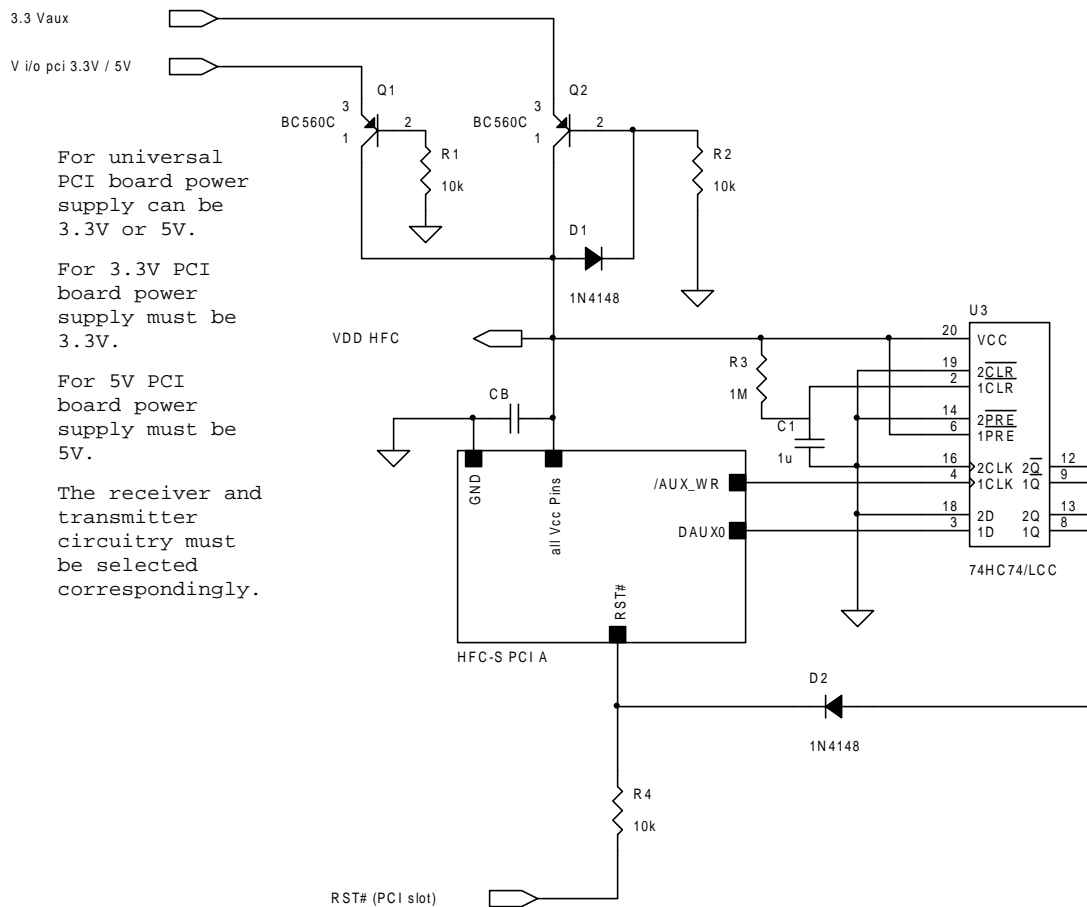 3.3 Vaux
V i/o pci 3.3V / 5V
Q1
Q2
3
3
BC560C
2
BC560C
2
1
1
R1
10k
R2
10k
For universal
PCI board power
supply can be
3.3V or 5V.
For 3.3V PCI
board power
supply must be
3.3V.
For 5V PCI
board power
supply must be
5V.
The receiver and
transmitter
circuitry must
be selected
correspondingly.
D1
1N4148
VDD HFC
R3
1M
CB
C1
1u
U3
20 VCC
19 2CLR
2 1CLR
14 2PRE
6 1PRE
16 2CLK 2Q 12
4 1CLK 1Q 9
18 2D 2Q 13
3 1D 1Q 8
74HC74/LCC
GND
all Vcc Pins
/AUX_WR
DAUX0
RST#
HFC-S PCI A
D2
1N4148
R4
10k
RST# (PCI slot)